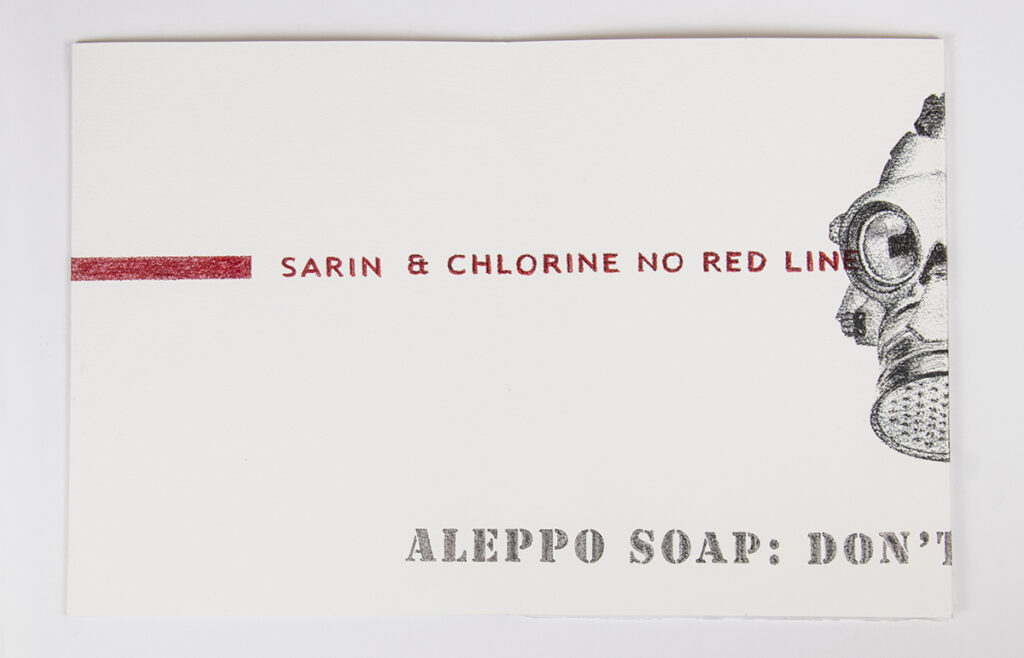 SARIN & CHLORINE NO RED LINE
ALEPPO SOAP: DON'T